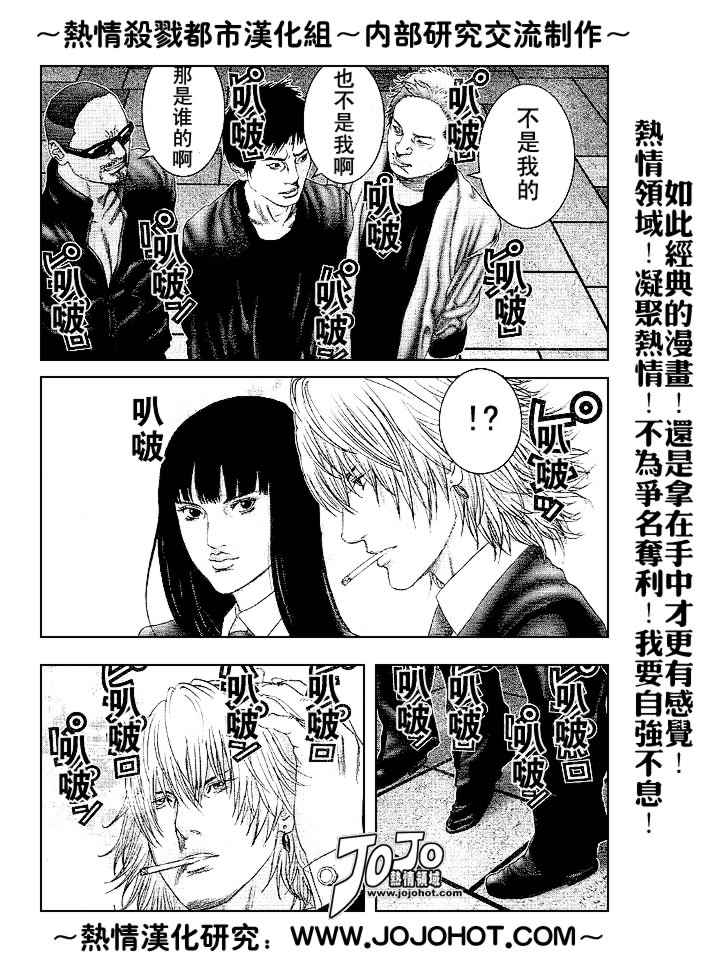 ～熱情殺戮都市漢化組～内部研究交流制作～
如此經典的漫畫！還是拿在手中才更有感覺！
熱情領域！凝聚熱情！不為爭名奪利！我要自強不息！
不是我的
叭啵
叭啵
也不是我啊
叭啵
那是谁的啊
叭啵
叭啵
叭啵
叭啵
叭啵
!?
叭啵
叭啵
叭啵
叭啵
叭啵
叭啵
叭啵
叭啵
叭啵
叭啵
JOJO
熱情領域
www.jojohot.com
～熱情漢化研究：WWW.JOJOHOT.COM～